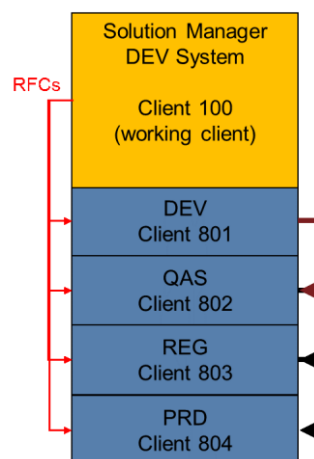 Solution Manager
DEV System
RFCs
Client 100
(working client)
DEV
Client 801
QAS
Client 802
REG
Client 803
PRD
Client 804